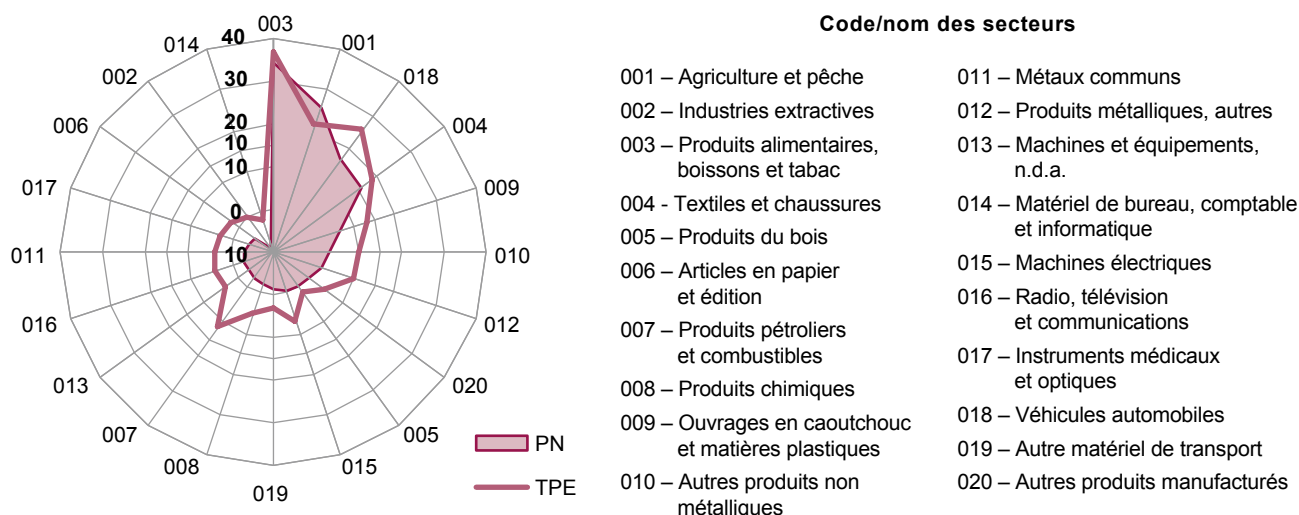 003
40
014
001
002
018
30
006
004
20
10
017
009
10
0
011
10
010
016
012
013
020
007
005
008
015
019
PN
TPE
Code/nom des secteurs
001 – Agriculture et pêche
002 – Industries extractives
003 – Produits alimentaires,
boissons et tabac
004 - Textiles et chaussures
005 – Produits du bois
006 – Articles en papier
et édition
007 – Produits pétroliers
et combustibles
008 – Produits chimiques
009 – Ouvrages en caoutchouc
et matières plastiques
010 – Autres produits non
métalliques
011 – Métaux communs
012 – Produits métalliques, autres
013 – Machines et équipements,
n.d.a.
014 – Matériel de bureau, comptable
et informatique
015 – Machines électriques
016 – Radio, télévision
et communications
017 – Instruments médicaux
et optiques
018 – Véhicules automobiles
019 – Autre matériel de transport
020 – Autres produits manufacturés